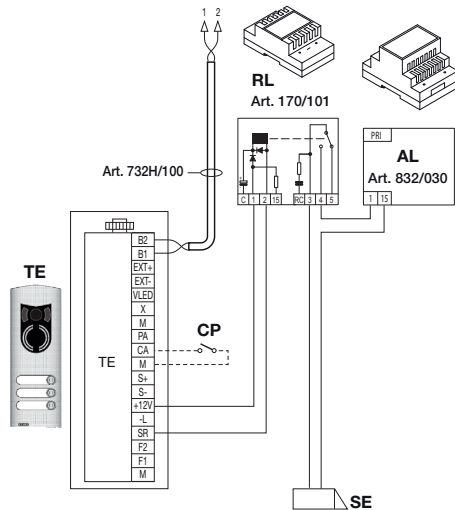 1 2
RL
Art. 170/101
PRI
AL
Art. 832/030
1 15
C 1 2 15 RC 3 4 5
Art. 732H/100
TE
TE
B2
B1
EXT+
EXT-
VLED
X
M
PA
CA
M
S+
S-
+12V
-L
SR
F2
F1
M
CP
SE